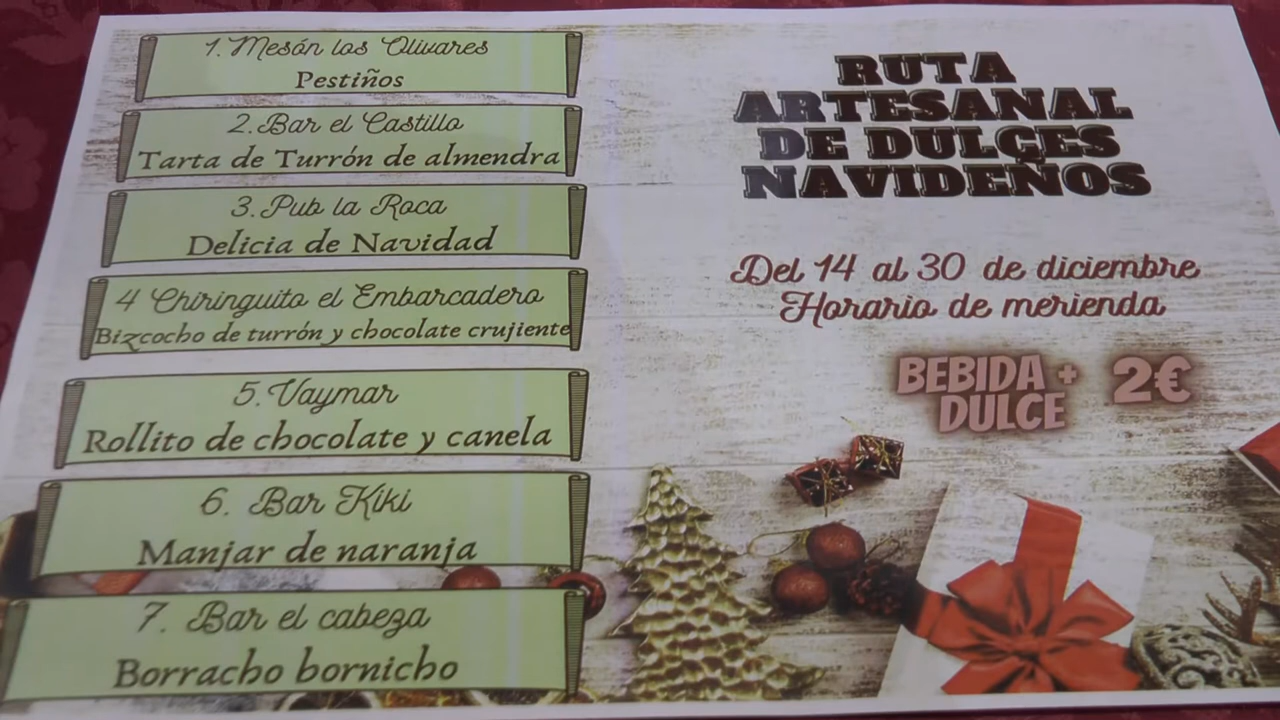 1. Mesón los Olivares
Pestiños
2. Bar el Castillo
Tarta de Turrón de almendra
3. Pub la Roca
Delicia de Navidad
4 Chiringuito el Embarcadero
Bizcocho de turrón y chocolate crujiente
5. Vaymar
Rollito de chocolate y canela
6. Bar Kiki
Manjar de naranja
7. Bar el cabeza
Borracho bornicho
RUTA
ARTESANAL
DE DULCES
NAVIDEÑOS
Del 14 al 30 de diciembre
Horario de merienda
BEBIDA + 2€
DULCE